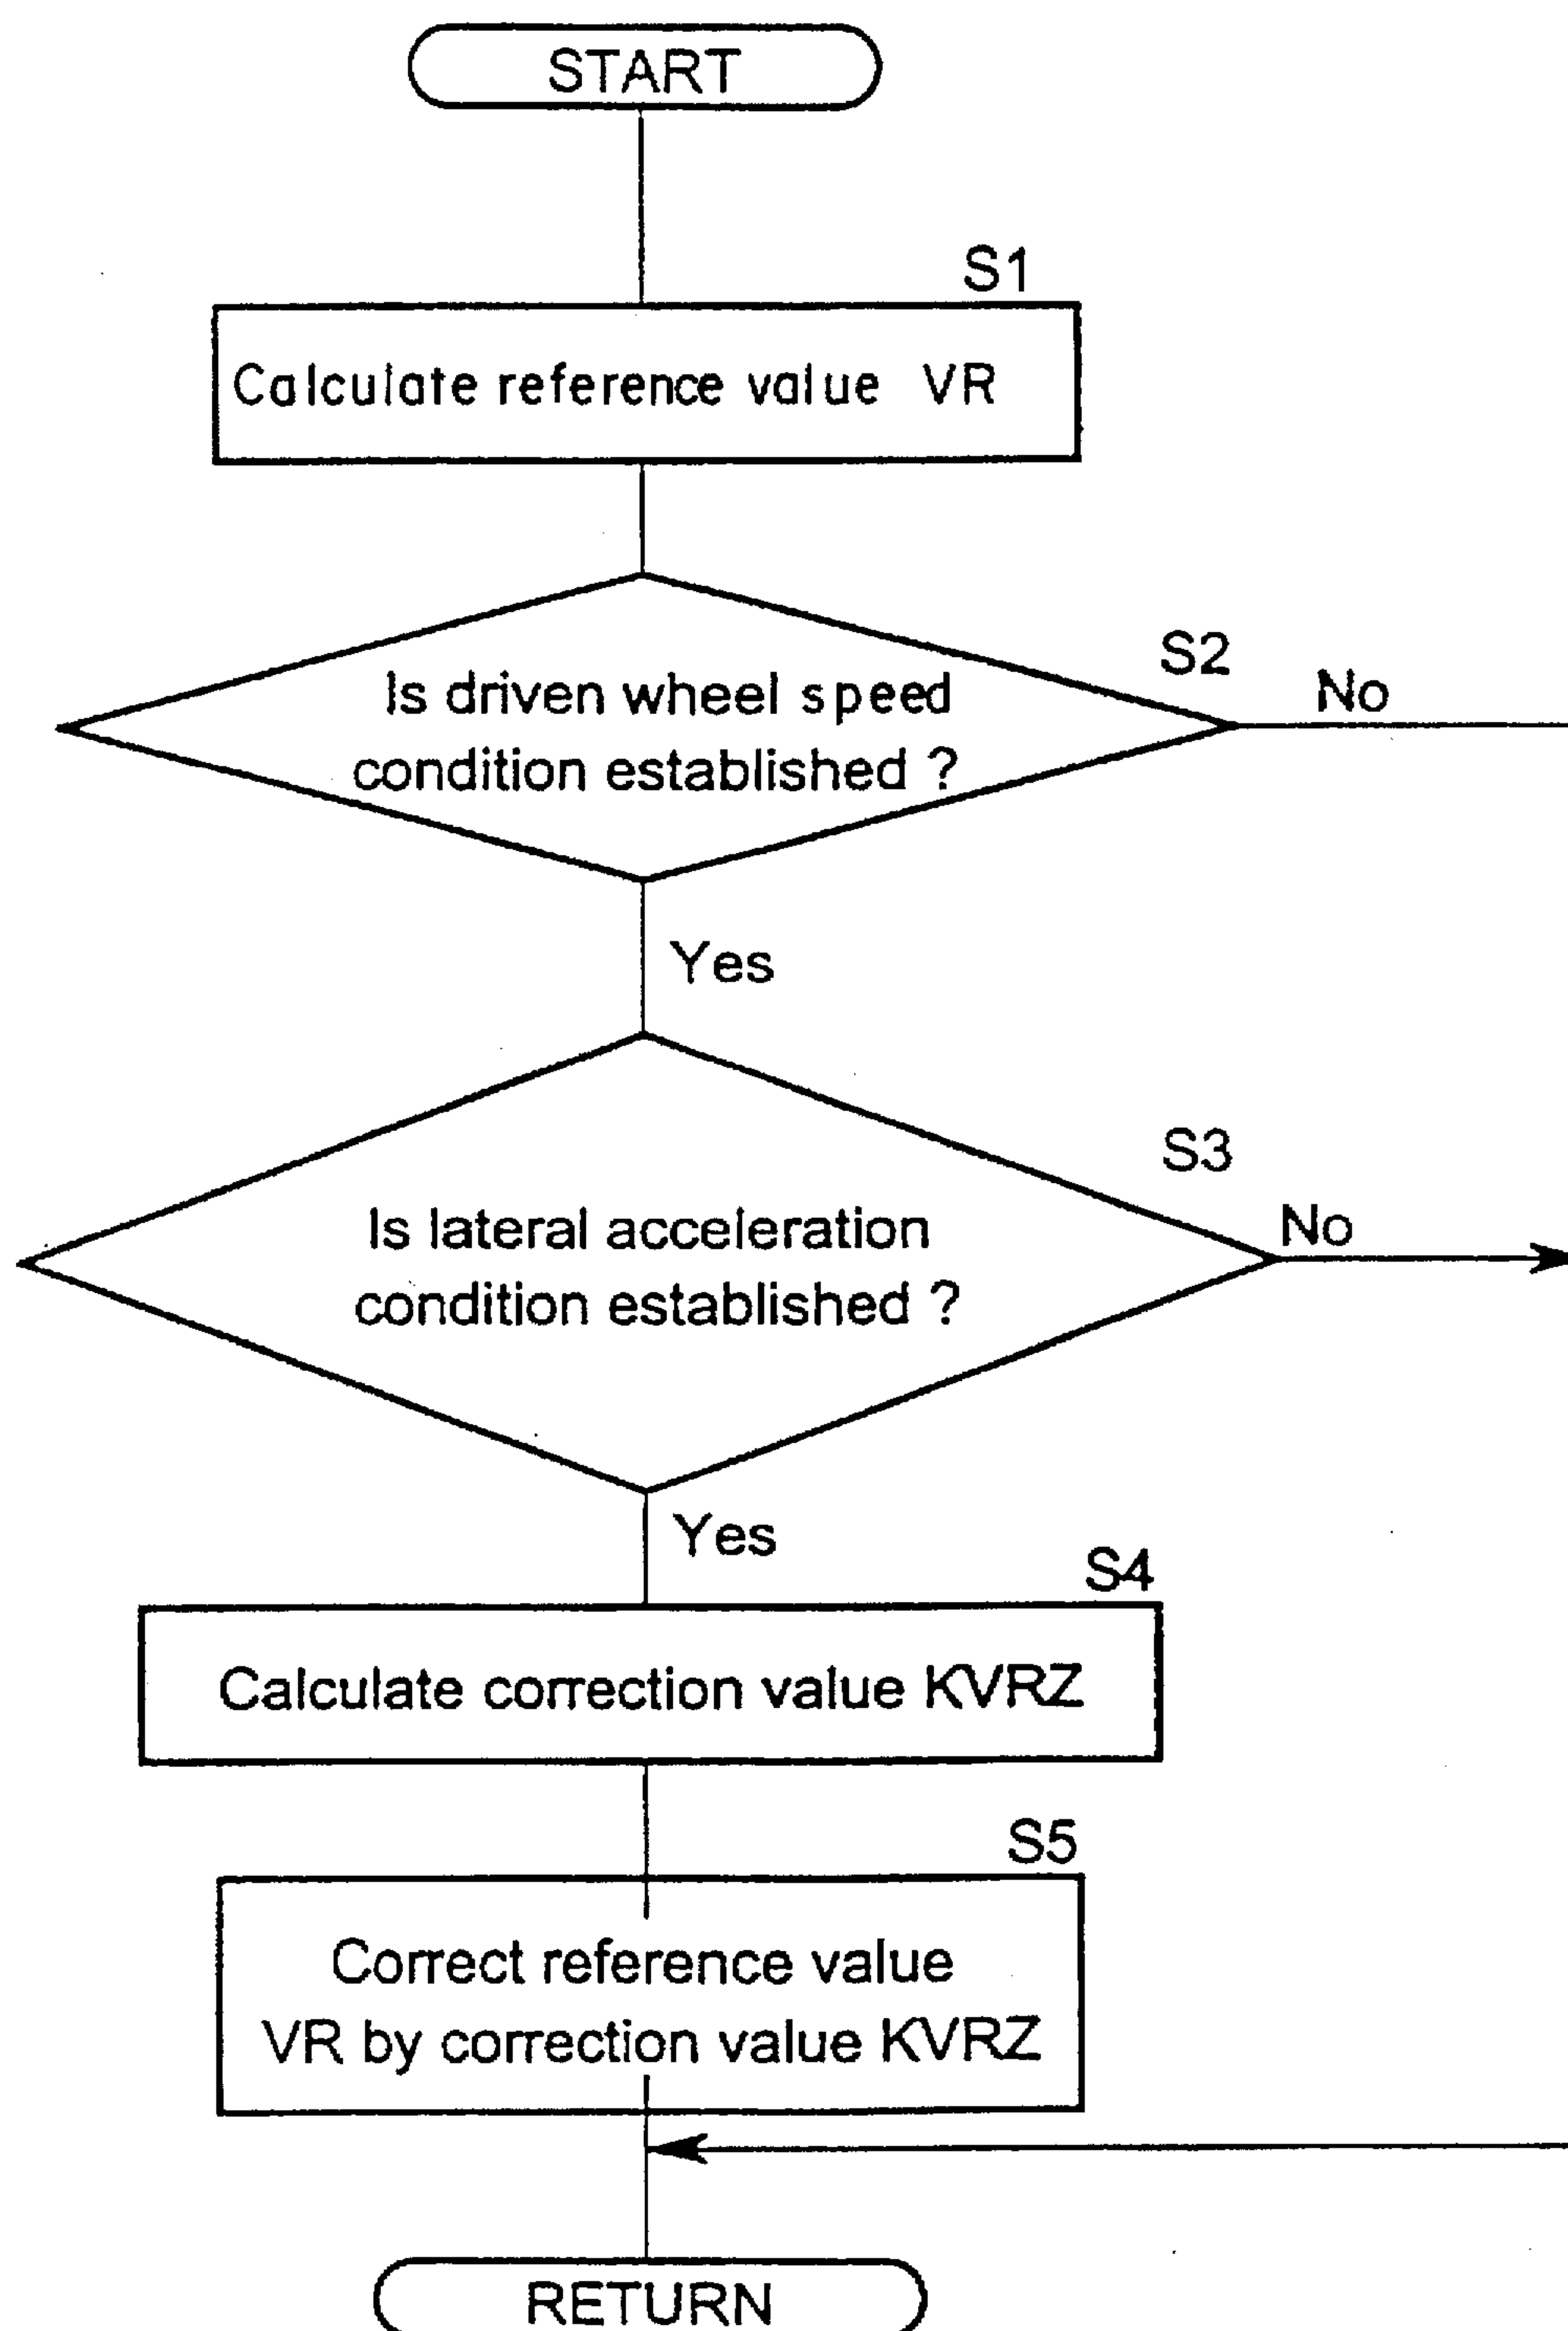 START
S1
Calculate reference value VR
S2
No
Is driven wheel speed
condition established ?
Yes
S3
No
Is lateral acceleration
condition established ?
Yes
S4
Calculate correction value KVRZ
S5
Correct reference value
VR by correction value KVRZ
RETURN